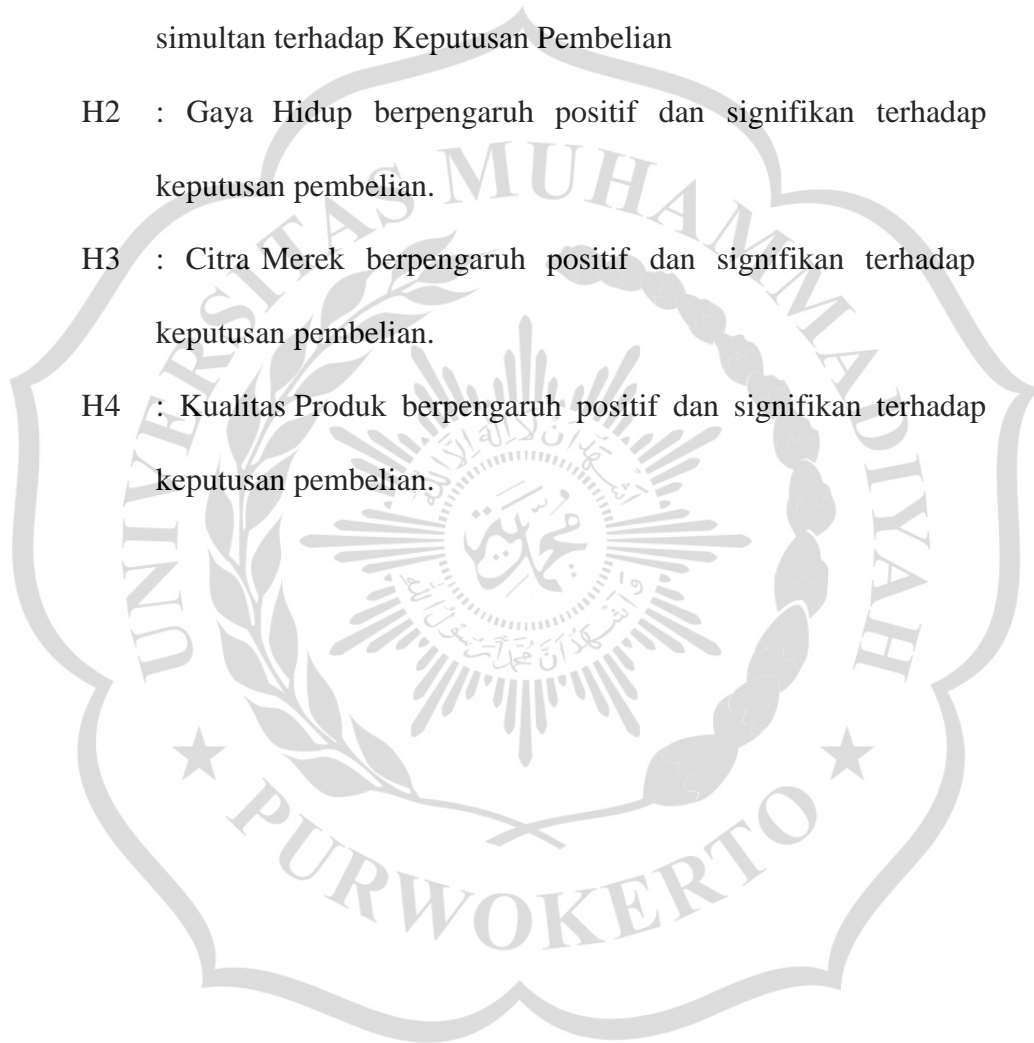 simultan terhadap Keputusan Pembelian
H2 : Gaya Hidup berpengaruh positif dan signifikan terhadap
keputusan pembelian.
H3 : Citra Merek berpengaruh positif dan signifikan terhadap
keputusan pembelian.
H4 : Kualitas Produk berpengaruh positif dan signifikan terhadap
keputusan pembelian.
UNIVERSITAS MUHAMMADIYAH
PURWOKERTO